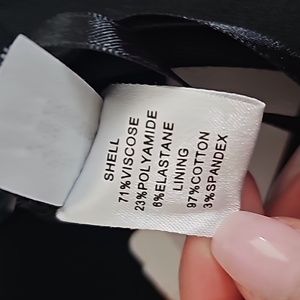 SHELL
71%VISCOSE
23%POLYAMIDE
6%ELASTANE
LINING
97%COTTON
3%SPANDEX